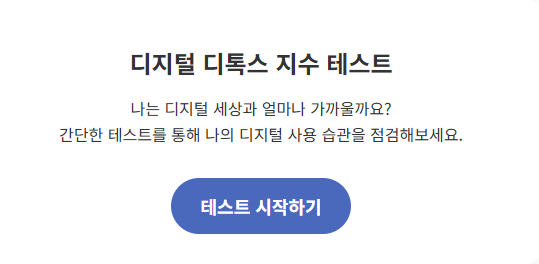 디지털 디톡스 지수 테스트
나는 디지털 세상과 얼마나 가까울까요?
간단한 테스트를 통해 나의 디지털 사용 습관을 점검해보세요.
테스트 시작하기